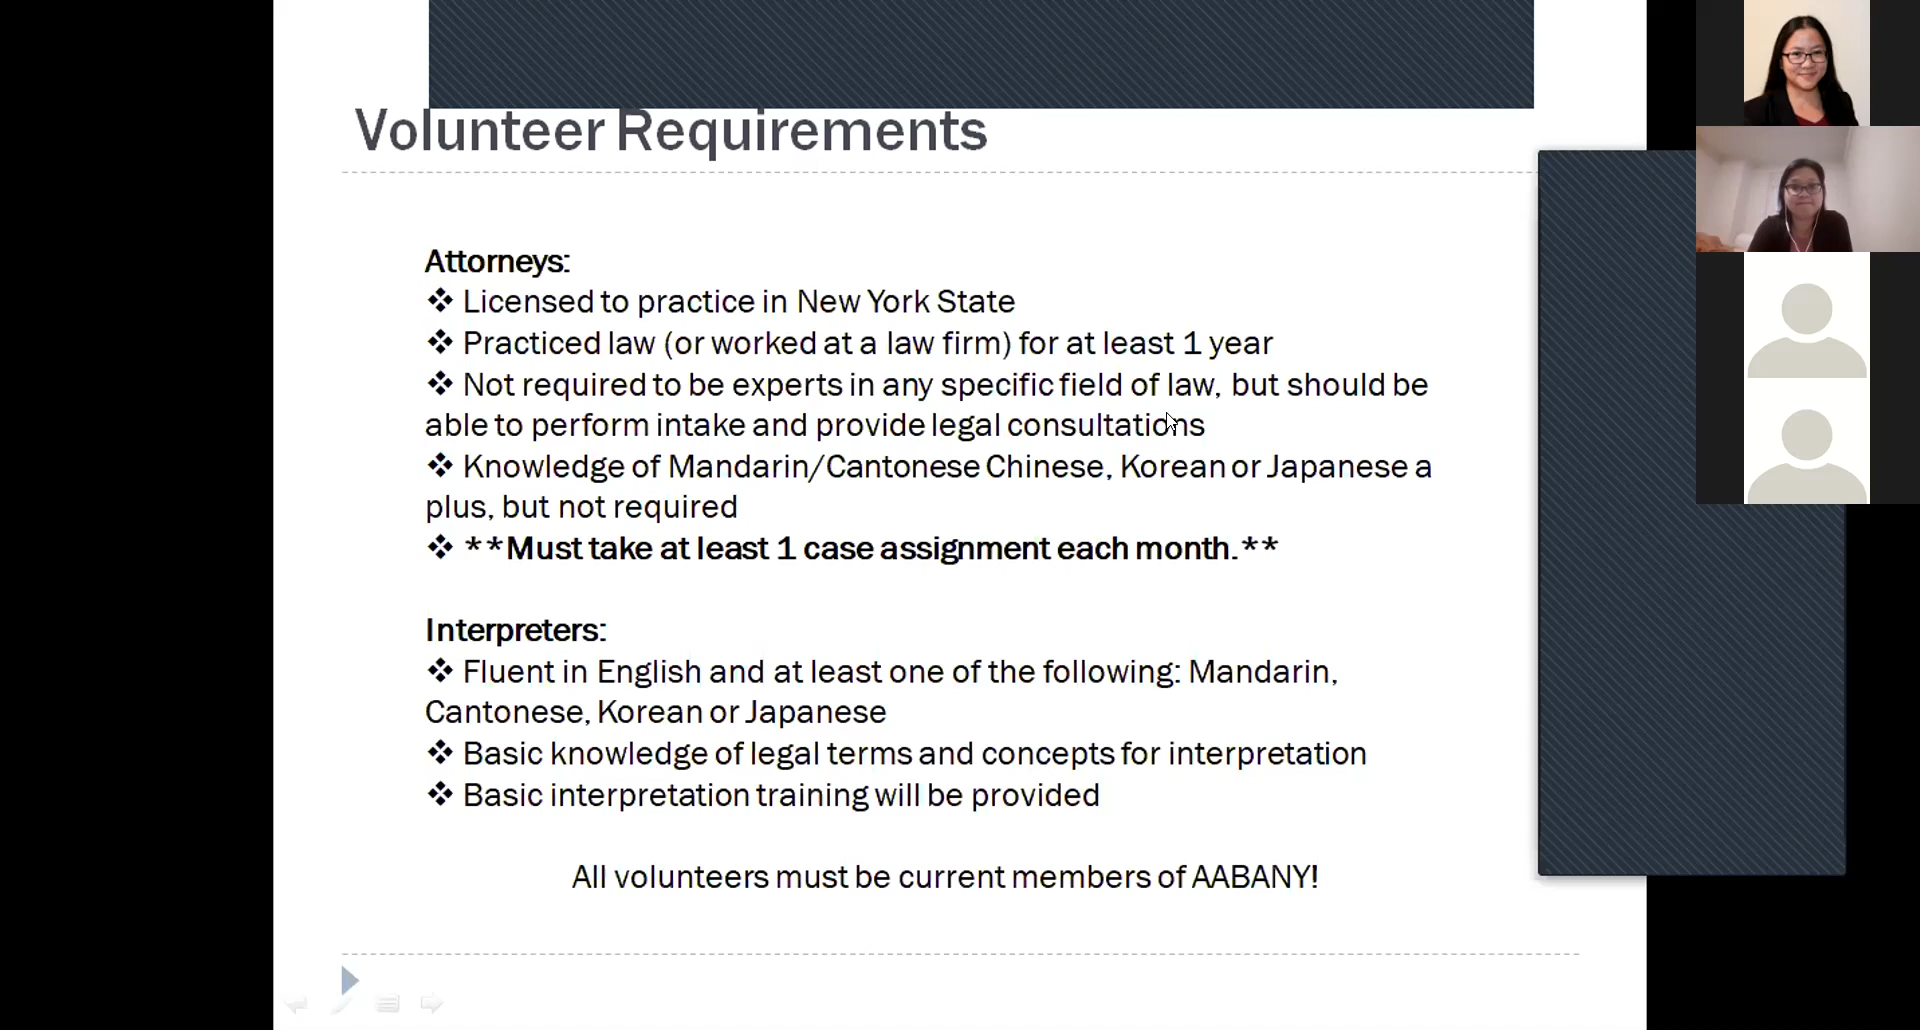 Volunteer Requirements
Attorneys:
❖ Licensed to practice in New York State
❖ Practiced law (or worked at a law firm) for at least 1 year
❖ Not required to be experts in any specific field of law, but should be
able to perform intake and provide legal consultations
❖ Knowledge of Mandarin/Cantonese Chinese, Korean or Japanese a
plus, but not required
❖ **Must take at least 1 case assignment each month.**
Interpreters:
❖ Fluent in English and at least one of the following: Mandarin,
Cantonese, Korean or Japanese
❖ Basic knowledge of legal terms and concepts for interpretation
❖ Basic interpretation training will be provided
All volunteers must be current members of AABANY!